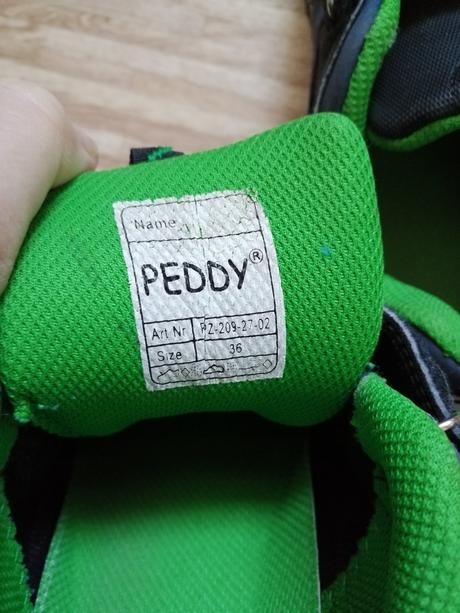 Name
PEDDY®
Art Nr PZ-209-27-02
Size 36